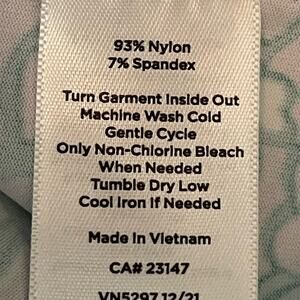 93% Nylon
7% Spandex
Turn Garment Inside Out
Machine Wash Cold
Gentle Cycle
Only Non-Chlorine Bleach
When Needed
Tumble Dry Low
Cool Iron If Needed
Made In Vietnam
CA# 23147
VN5297 12/21